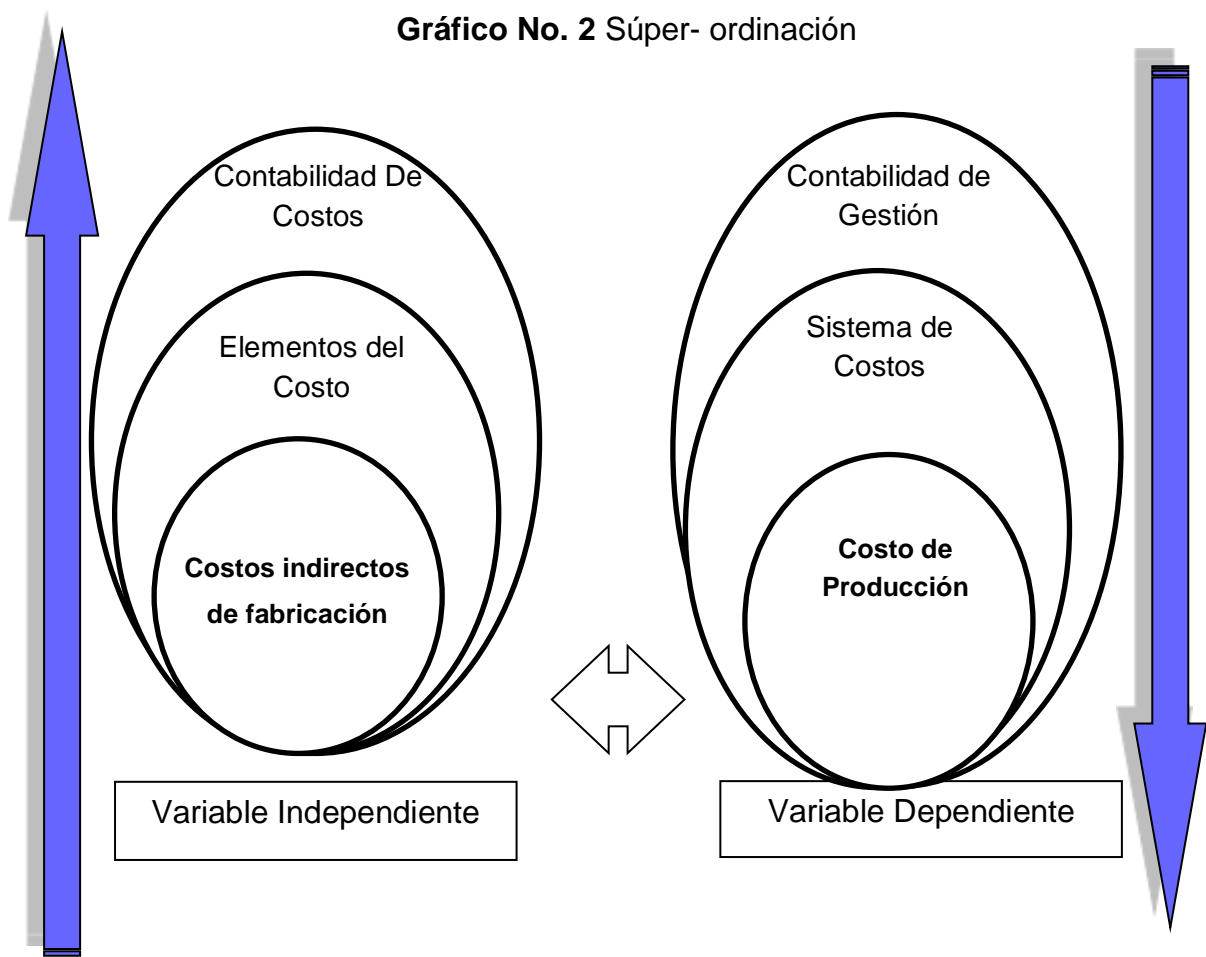 Gráfico No. 2 Súper- ordinación
Contabilidad De
Costos
Elementos del
Costo
Costos indirectos
de fabricación
Variable Independiente
Contabilidad de
Gestión
Sistema de
Costos
Costo de
Producción
Variable Dependiente